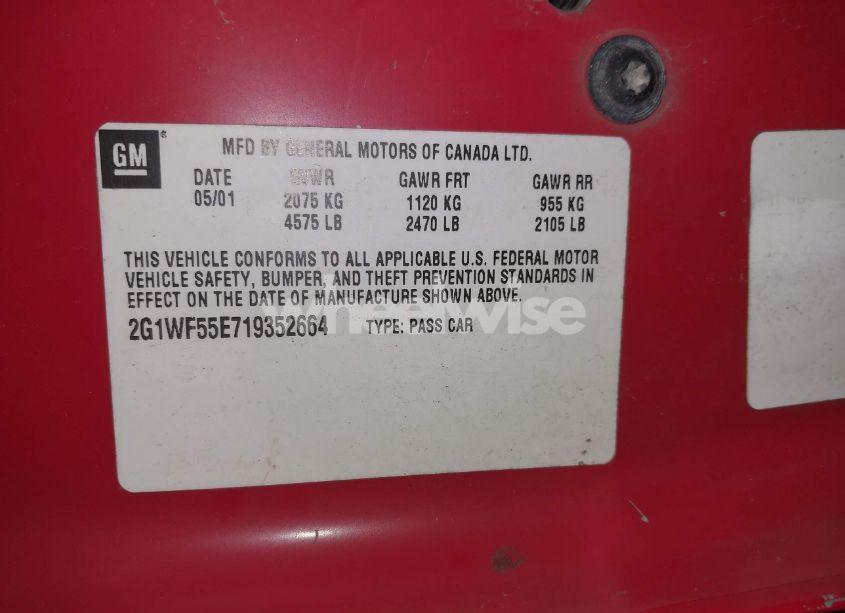 GM
MFD BY GENERAL MOTORS OF CANADA LTD.
DATE GVWR GAWR FRT GAWR RR
05/01 2075 KG 1120 KG 955 KG
4575 LB 2470 LB 2105 LB
THIS VEHICLE CONFORMS TO ALL APPLICABLE U.S. FEDERAL MOTOR
VEHICLE SAFETY, BUMPER, AND THEFT PREVENTION STANDARDS IN
EFFECT ON THE DATE OF MANUFACTURE SHOWN ABOVE.
2G1WF55E719352664 TYPE: PASS CAR
wheelwise